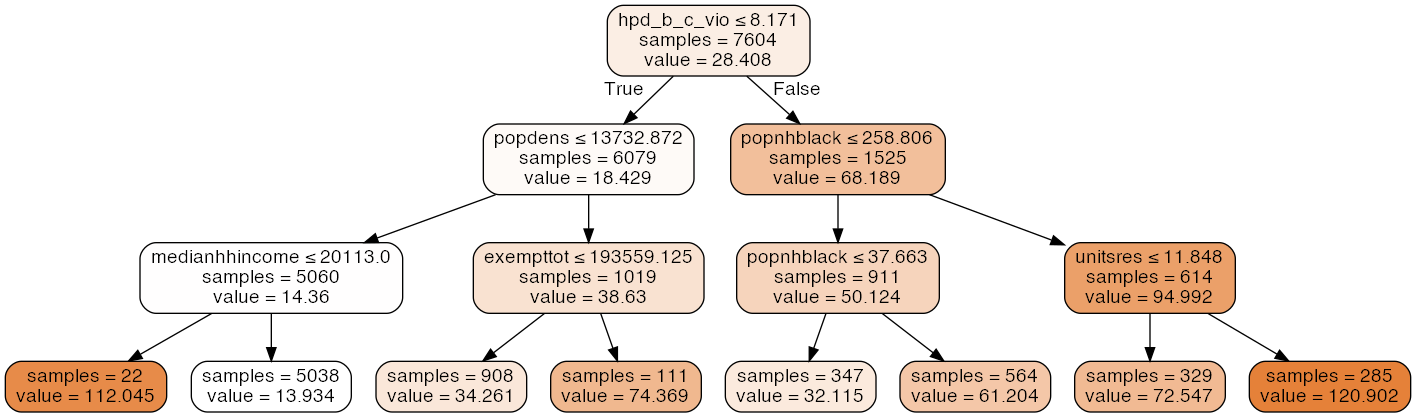 hpd_b_c_vio ≤ 8.171
samples = 7604
value = 28.408
True
False
popdens ≤ 13732.872
samples = 6079
value = 18.429
popnhblack ≤ 258.806
samples = 1525
value = 68.189
medianhhincome ≤ 20113.0
samples = 5060
value = 14.36
exempttot ≤ 193559.125
samples = 1019
value = 38.63
popnhblack ≤ 37.663
samples = 911
value = 50.124
unitsres ≤ 11.848
samples = 614
value = 94.992
samples = 22
value = 112.045
samples = 5038
value = 13.934
samples = 908
value = 34.261
samples = 111
value = 74.369
samples = 347
value = 32.115
samples = 564
value = 61.204
samples = 329
value = 72.547
samples = 285
value = 120.902